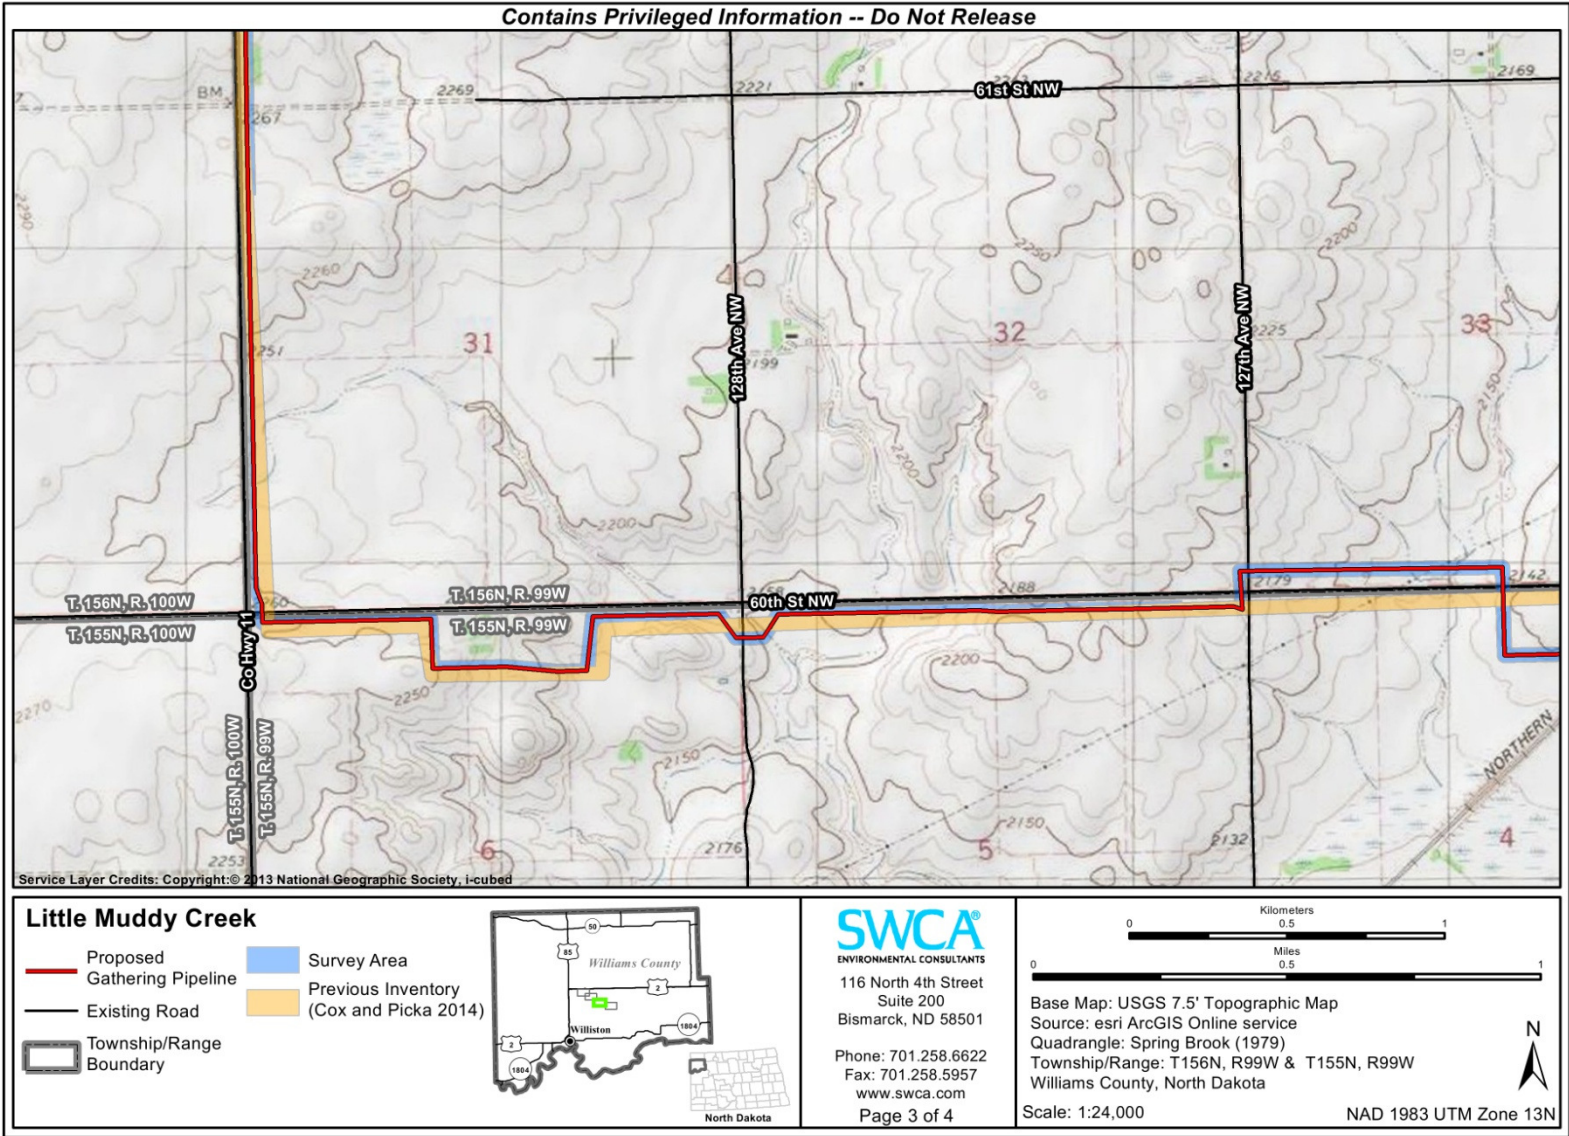 Contains Privileged Information -- Do Not Release
BM
2269
2221
61st St NW
2215
2169
2267
2290
2260
2250
2200
4
31
32
33
2251
128th Ave NW
2199
127th Ave NW
2225
2150
2200
2200
T. 156N, R. 100W
T. 155N, R. 100W
T. 156N, R. 99W
T. 155N, R. 99W
60th St NW
2188
2179
2142
Co Hwy 11
2270
2250
2200
T. 155N, R. 100W
T. 155N, R. 99W
2150
NORTHERN
2150
2132
2253
6
2176
5
4
Service Layer Credits: Copyright:© 2013 National Geographic Society, i-cubed
Little Muddy Creek
Proposed
Gathering Pipeline
Existing Road
Township/Range
Boundary
Survey Area
Previous Inventory
(Cox and Picka 2014)
50
85
Williams County
2
Williston
2
1804
1804
North Dakota
SWCA®
ENVIRONMENTAL CONSULTANTS
116 North 4th Street
Suite 200
Bismarck, ND 58501
Phone: 701.258.6622
Fax: 701.258.5957
www.swca.com
Page 3 of 4
Kilometers
0 0.5 1
Miles
0 0.5 1
Base Map: USGS 7.5' Topographic Map
Source: esri ArcGIS Online service
Quadrangle: Spring Brook (1979)
Township/Range: T156N, R99W & T155N, R99W
Williams County, North Dakota
N
Scale: 1:24,000
NAD 1983 UTM Zone 13N